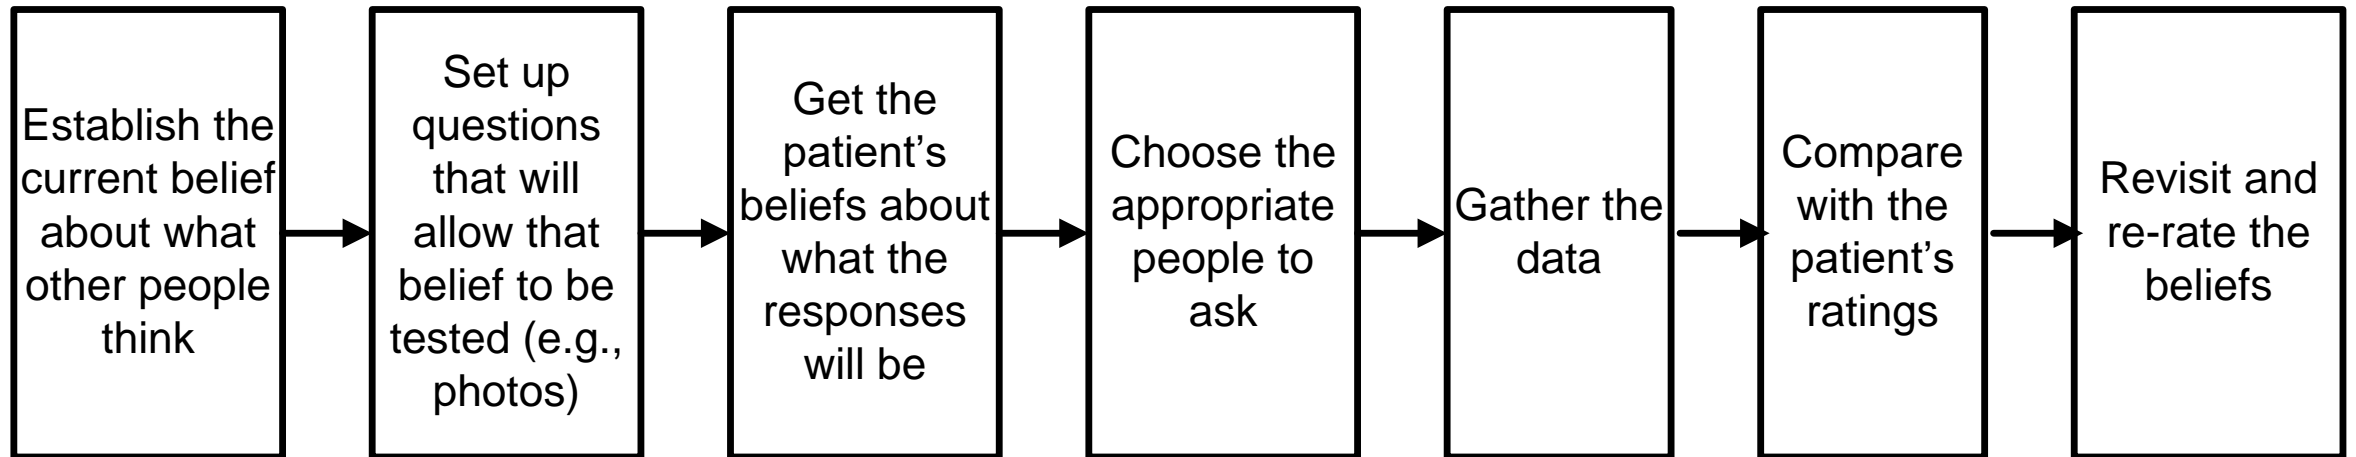 Establish the
current belief
about what
other people
think
Set up
questions
that will
allow that
belief to be
tested (e.g.,
photos)
Get the
patient’s
beliefs about
what the
responses
will be
Choose the
appropriate
people to
ask
Gather the
data
Compare
with the
patient’s
ratings
Revisit and
re-rate the
beliefs